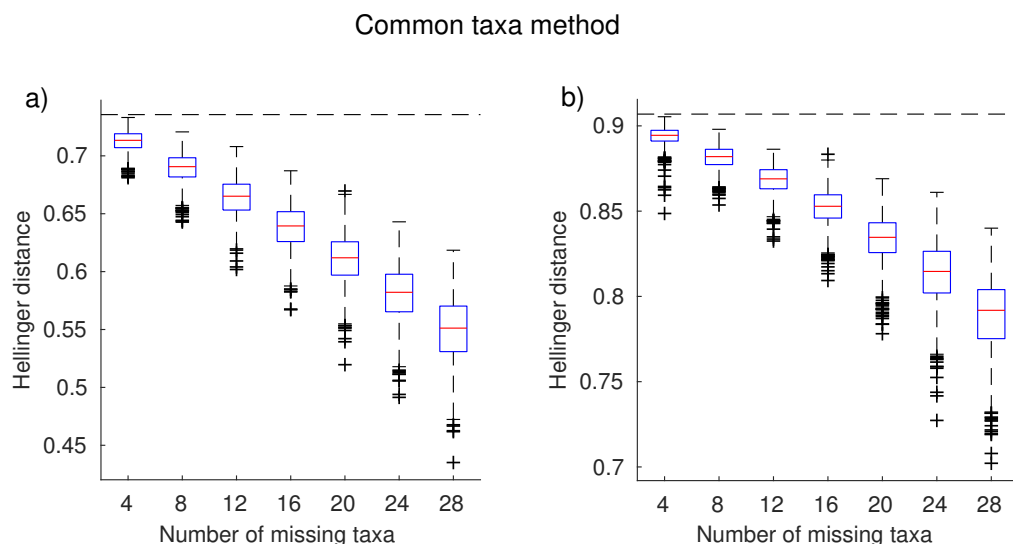 Common taxa method
a)
0.7
0.65
0.6
0.55
0.5
0.45
Hellinger distance
4 8 12 16 20 24 28
Number of missing taxa
b)
0.9
0.85
0.8
0.75
0.7
Hellinger distance
4 8 12 16 20 24 28
Number of missing taxa